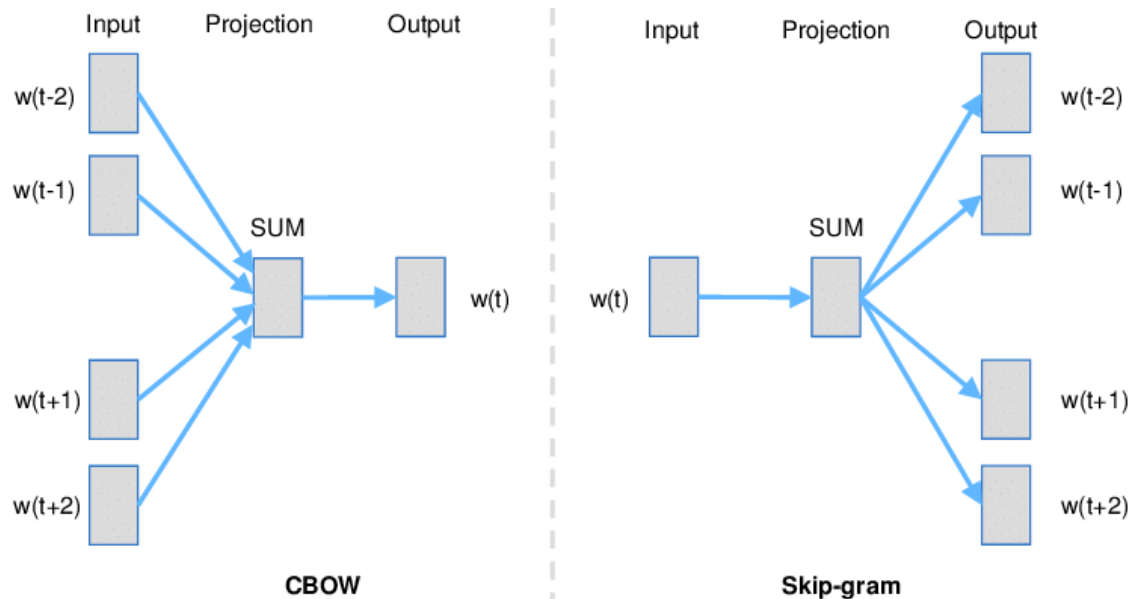 Input Projection Output
w(t-2)
w(t-1)
SUM
w(t)
w(t+1)
w(t+2)
CBOW
Input Projection Output
w(t-2)
w(t-1)
SUM
w(t)
w(t+1)
w(t+2)
Skip-gram